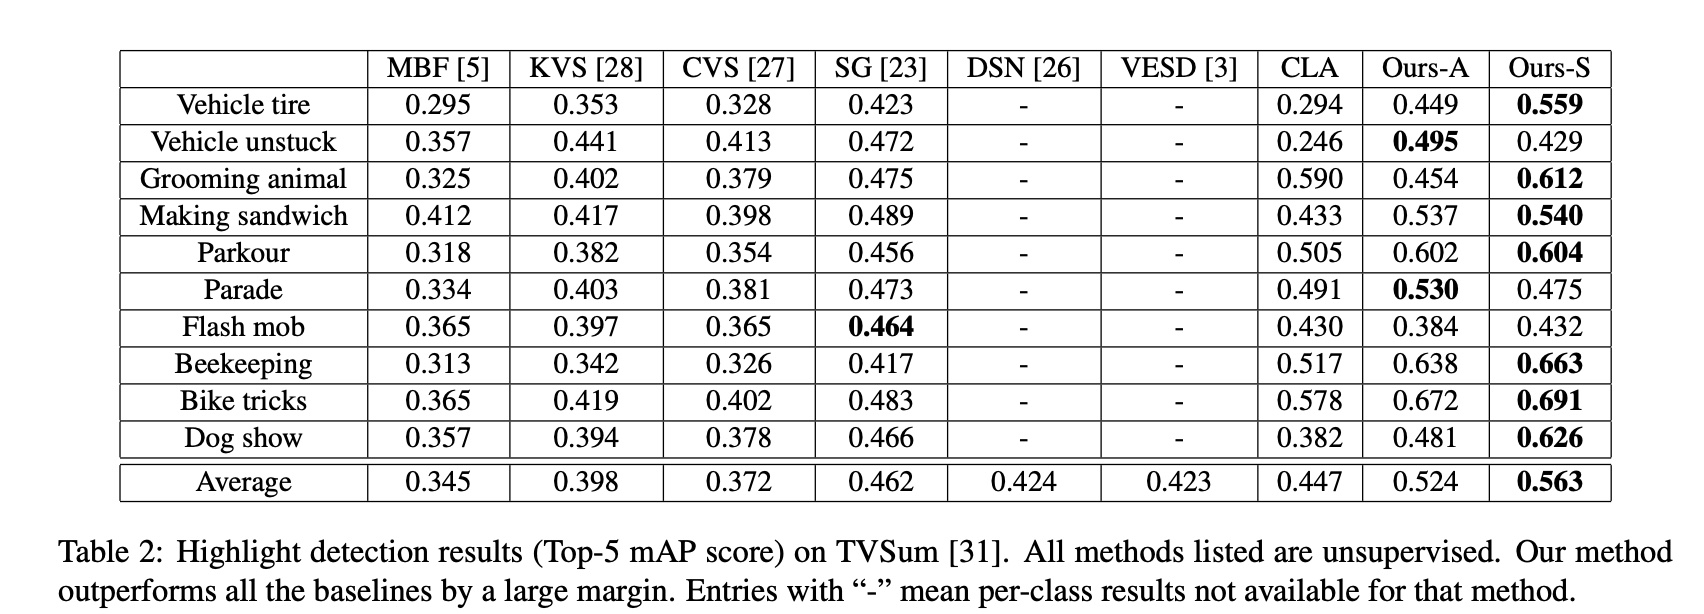 MBF [5] KVS [28] CVS [27] SG [23] DSN [26] VESD [3] CLA Ours-A Ours-S
Vehicle tire 0.295 0.353 0.328 0.423 - - 0.294 0.449 0.559
Vehicle unstuck 0.357 0.441 0.413 0.472 - - 0.246 0.495 0.429
Grooming animal 0.325 0.402 0.379 0.475 - - 0.590 0.454 0.612
Making sandwich 0.412 0.417 0.398 0.489 - - 0.433 0.537 0.540
Parkour 0.318 0.382 0.354 0.456 - - 0.505 0.602 0.604
Parade 0.334 0.403 0.381 0.473 - - 0.491 0.530 0.475
Flash mob 0.365 0.397 0.365 0.464 - - 0.430 0.384 0.432
Beekeeping 0.313 0.342 0.326 0.417 - - 0.517 0.638 0.663
Bike tricks 0.365 0.419 0.402 0.483 - - 0.578 0.672 0.691
Dog show 0.357 0.394 0.378 0.466 - - 0.382 0.481 0.626
Average 0.345 0.398 0.372 0.462 0.424 0.423 0.447 0.524 0.563
Table 2: Highlight detection results (Top-5 mAP score) on TVSum [31]. All methods listed are unsupervised. Our method
outperforms all the baselines by a large margin. Entries with “-” mean per-class results not available for that method.